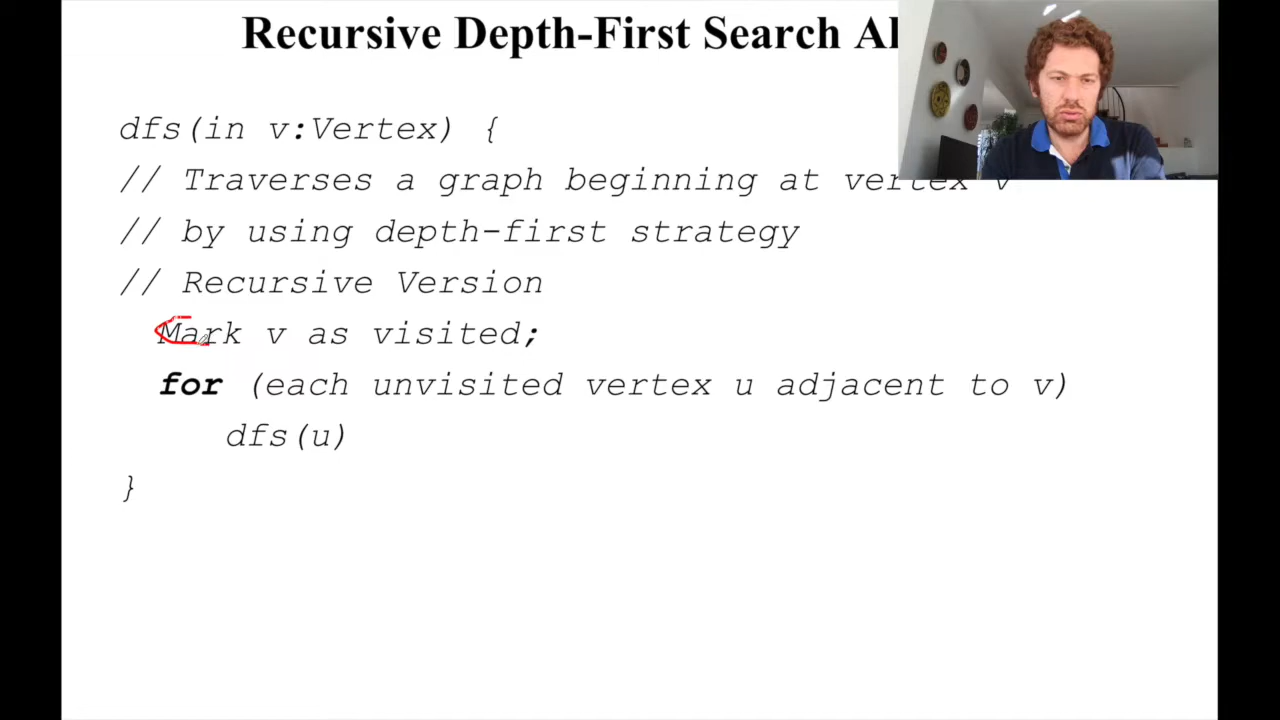 Recursive Depth-First Search
dfs(in v:Vertex) {
// Traverses a graph beginning at vertex v
// by using depth-first strategy
// Recursive Version
Mark v as visited;
for (each unvisited vertex u adjacent to v)
dfs(u)
}